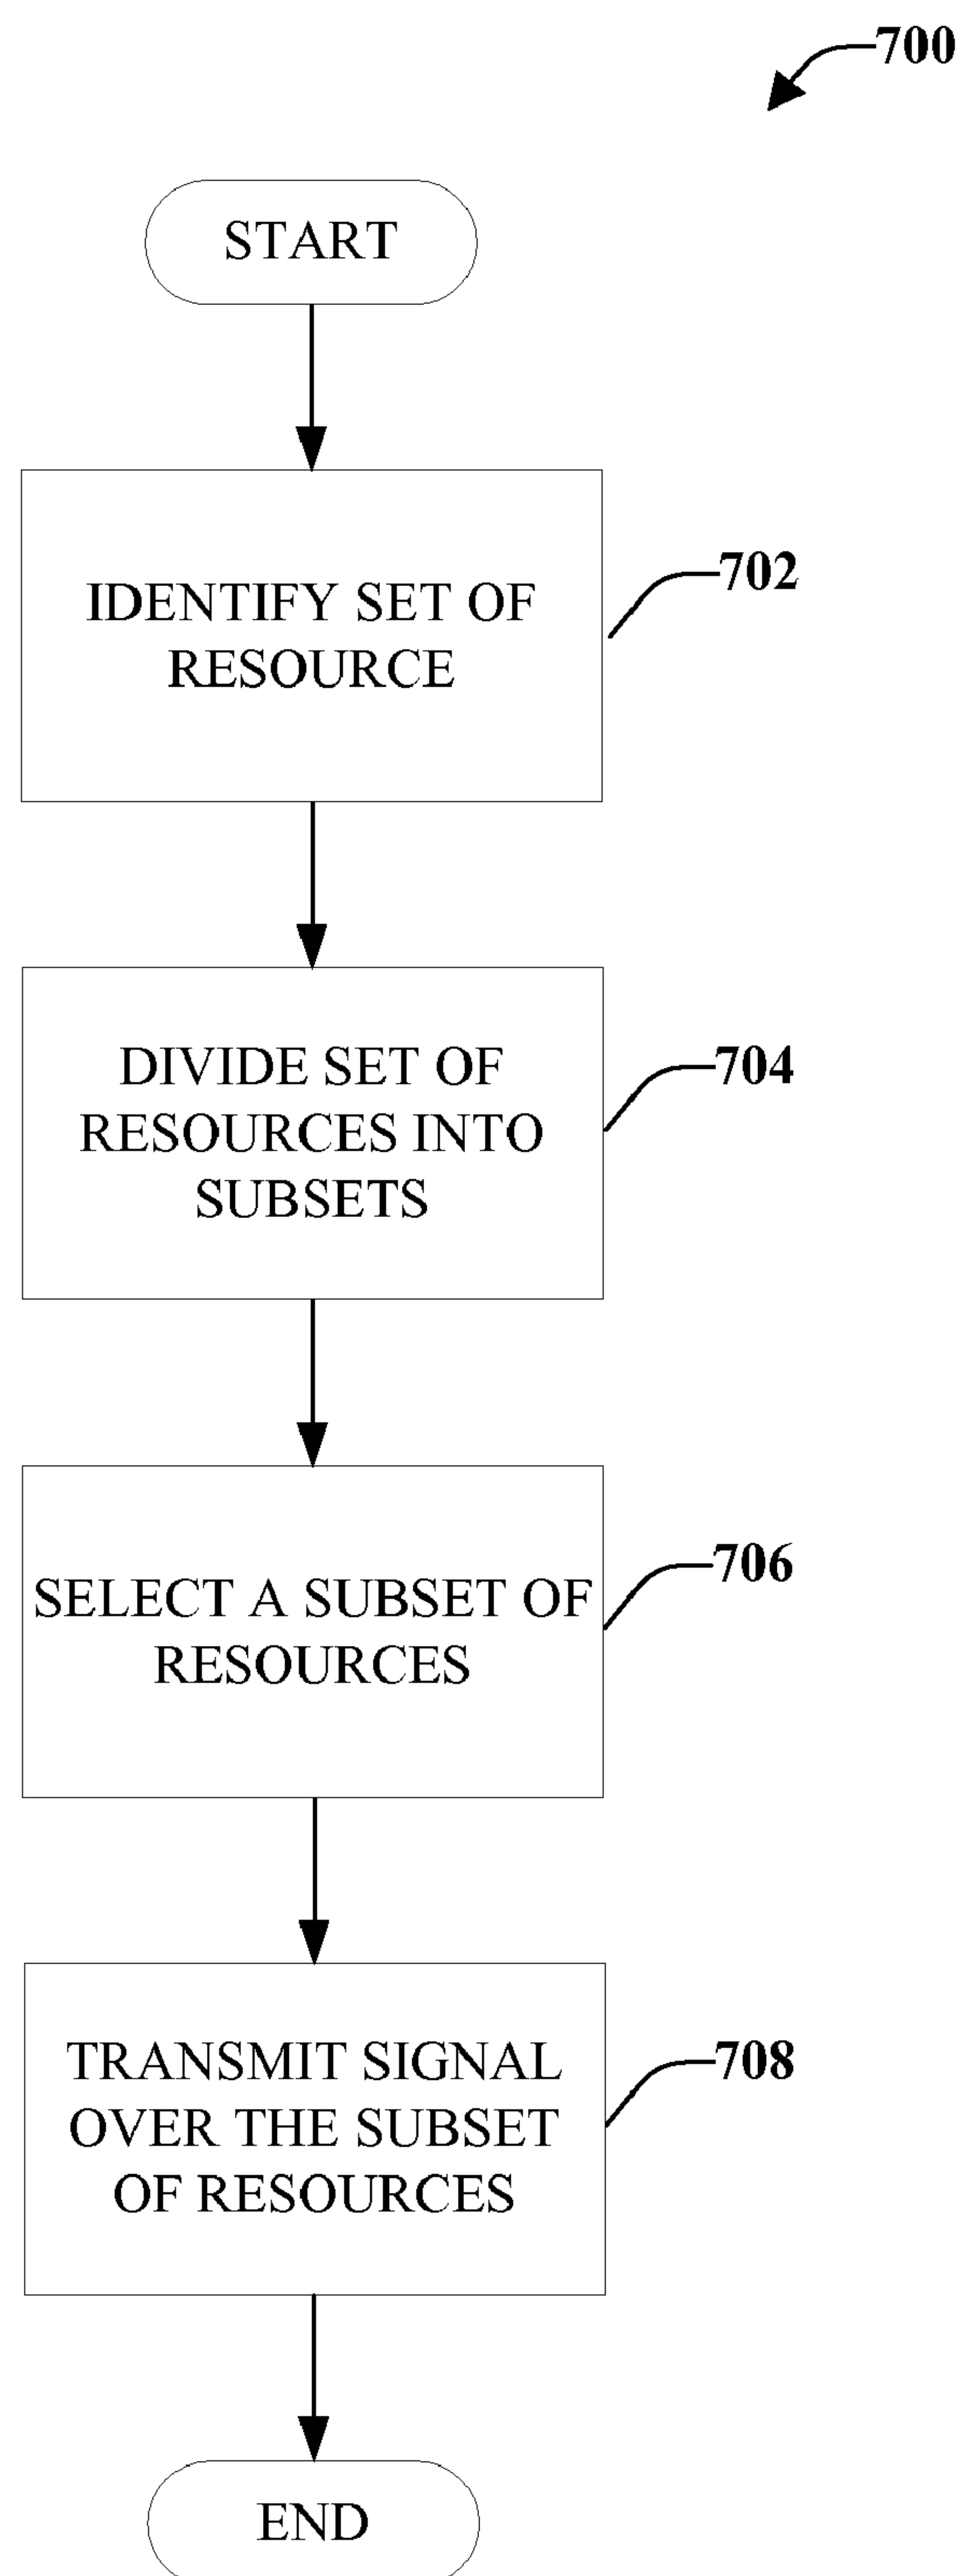 700
START
IDENTIFY SET OF
RESOURCE
702
DIVIDE SET OF
RESOURCES INTO
SUBSETS
704
SELECT A SUBSET OF
RESOURCES
706
TRANSMIT SIGNAL
OVER THE SUBSET
OF RESOURCES
708
END